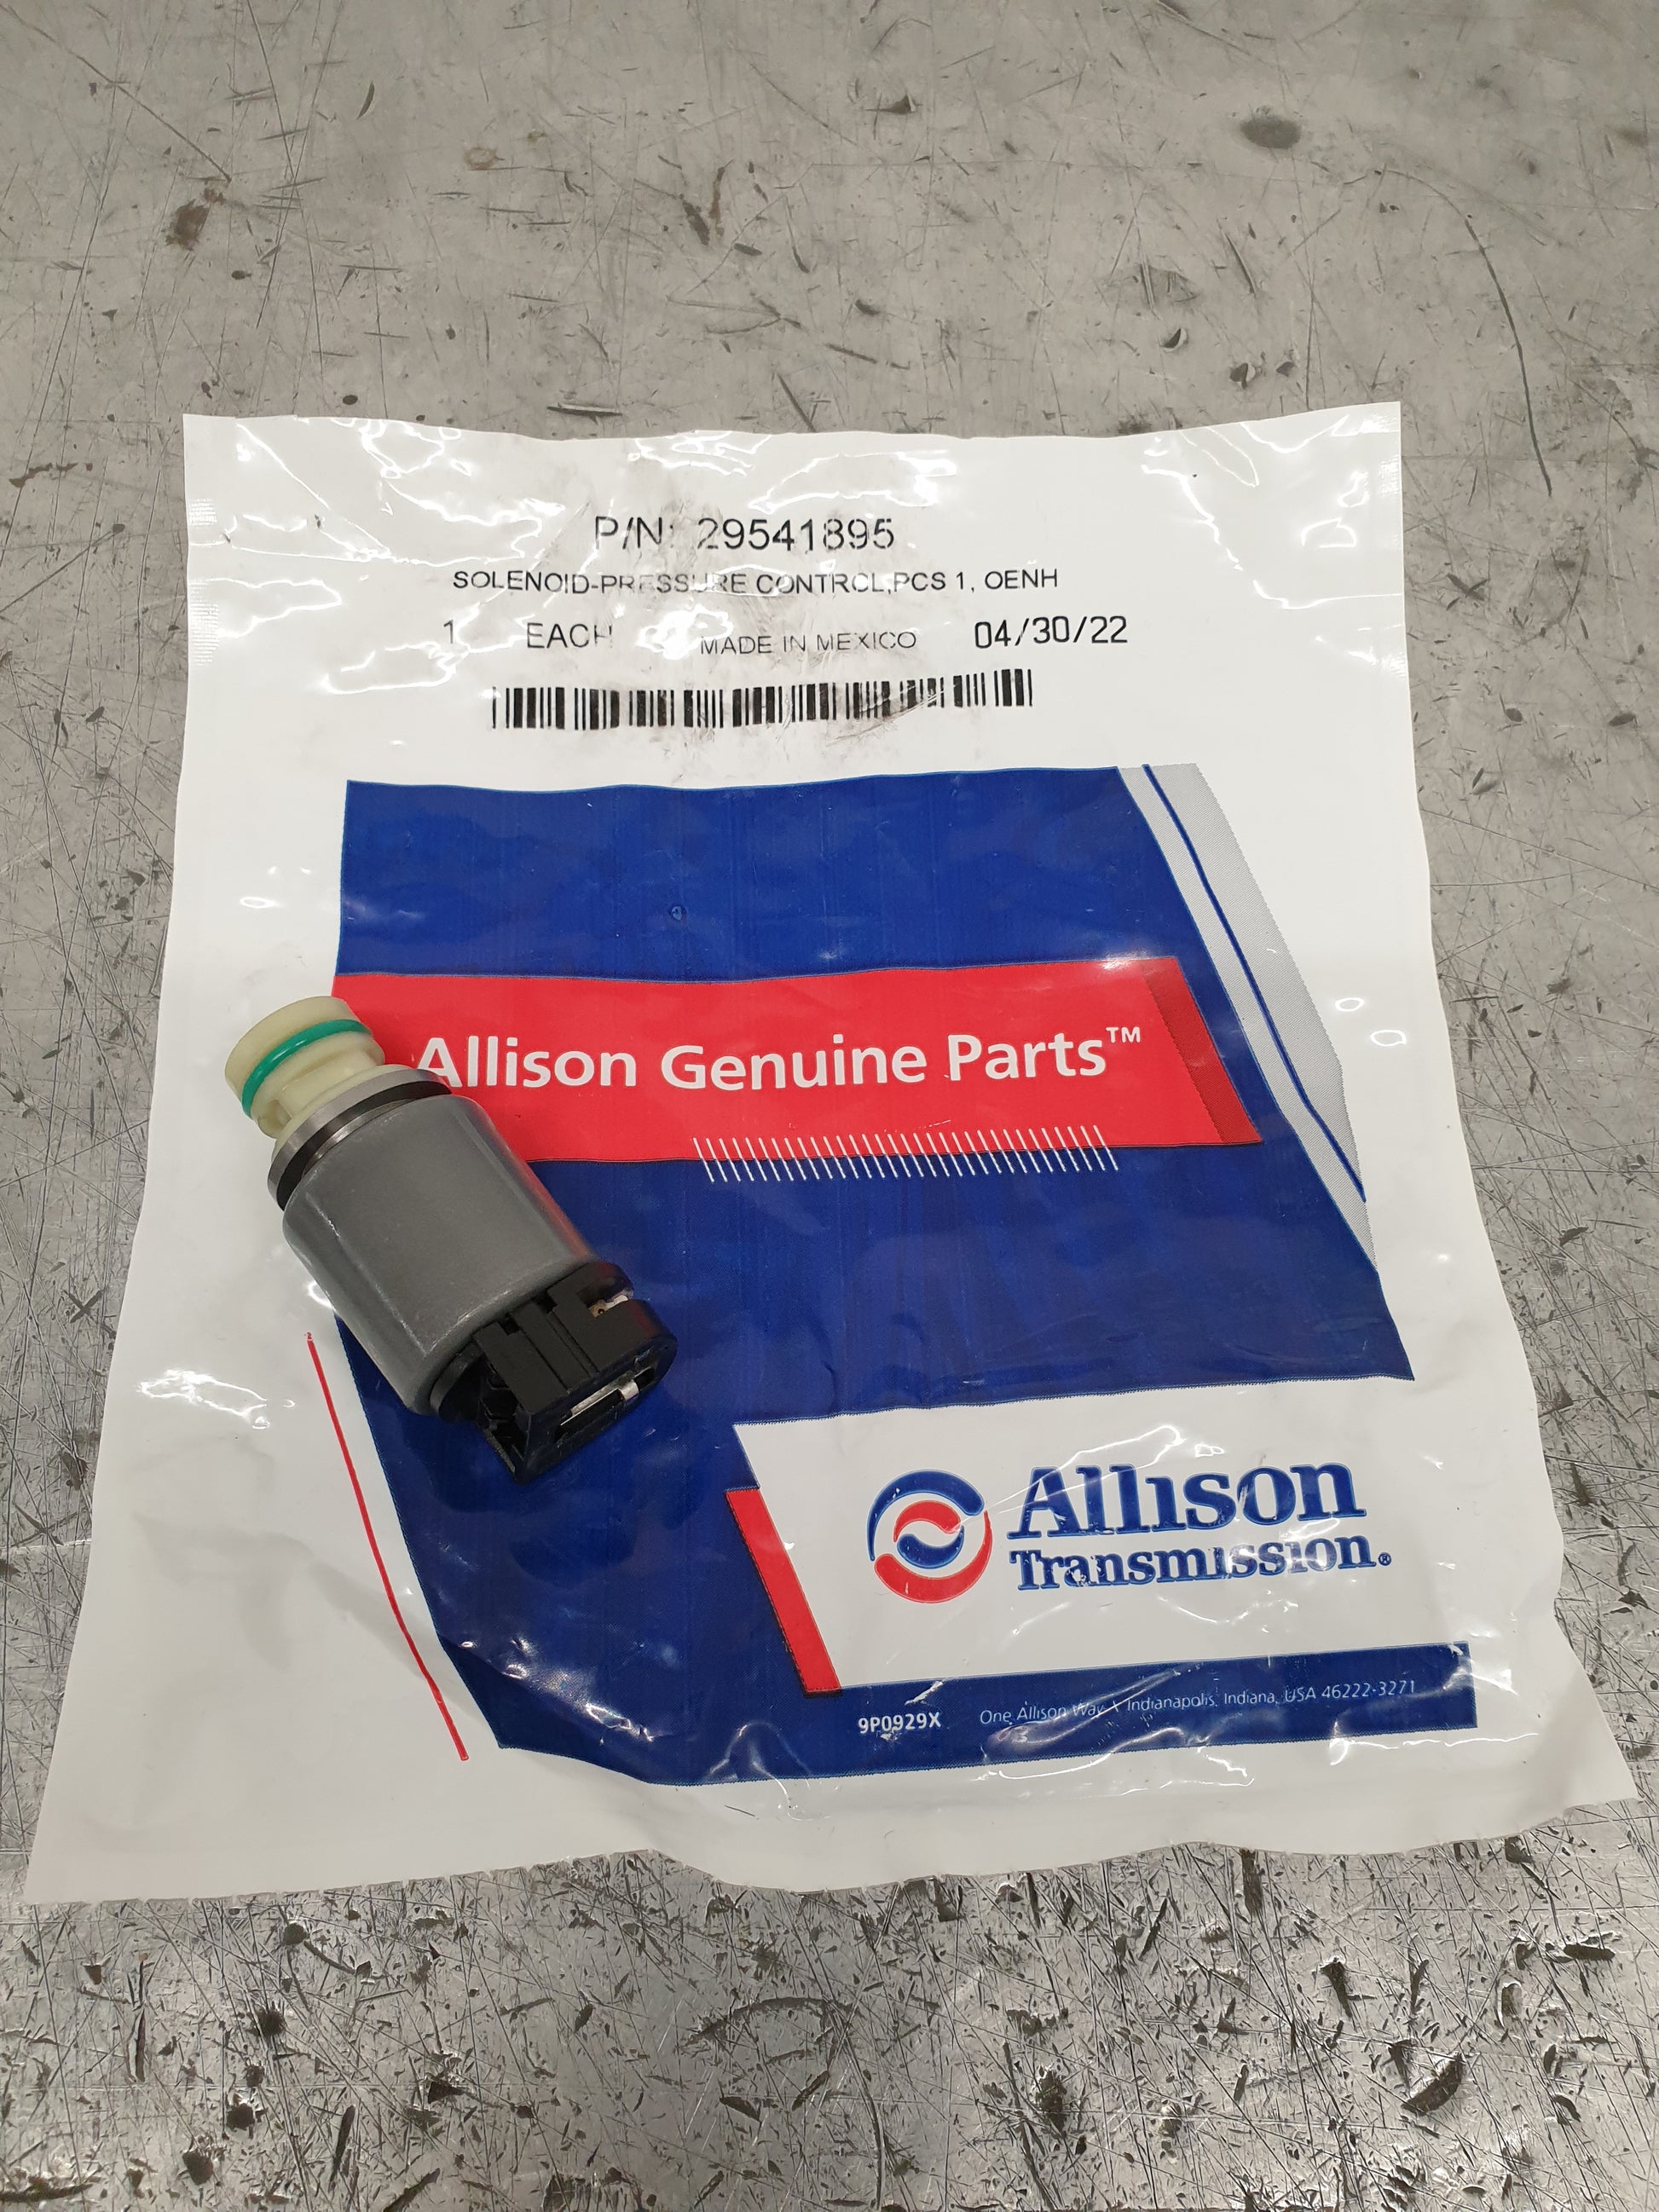 P/N: 29541895
SOLENOID-PRESSURE CONTROL,PCS 1, OENH
1 EACH MADE IN MEXICO 04/30/22
Allison Genuine Parts™
Allison
Transmission®
9P0929X One Allison Way \ Indianapolis, Indiana, USA 46222-3271